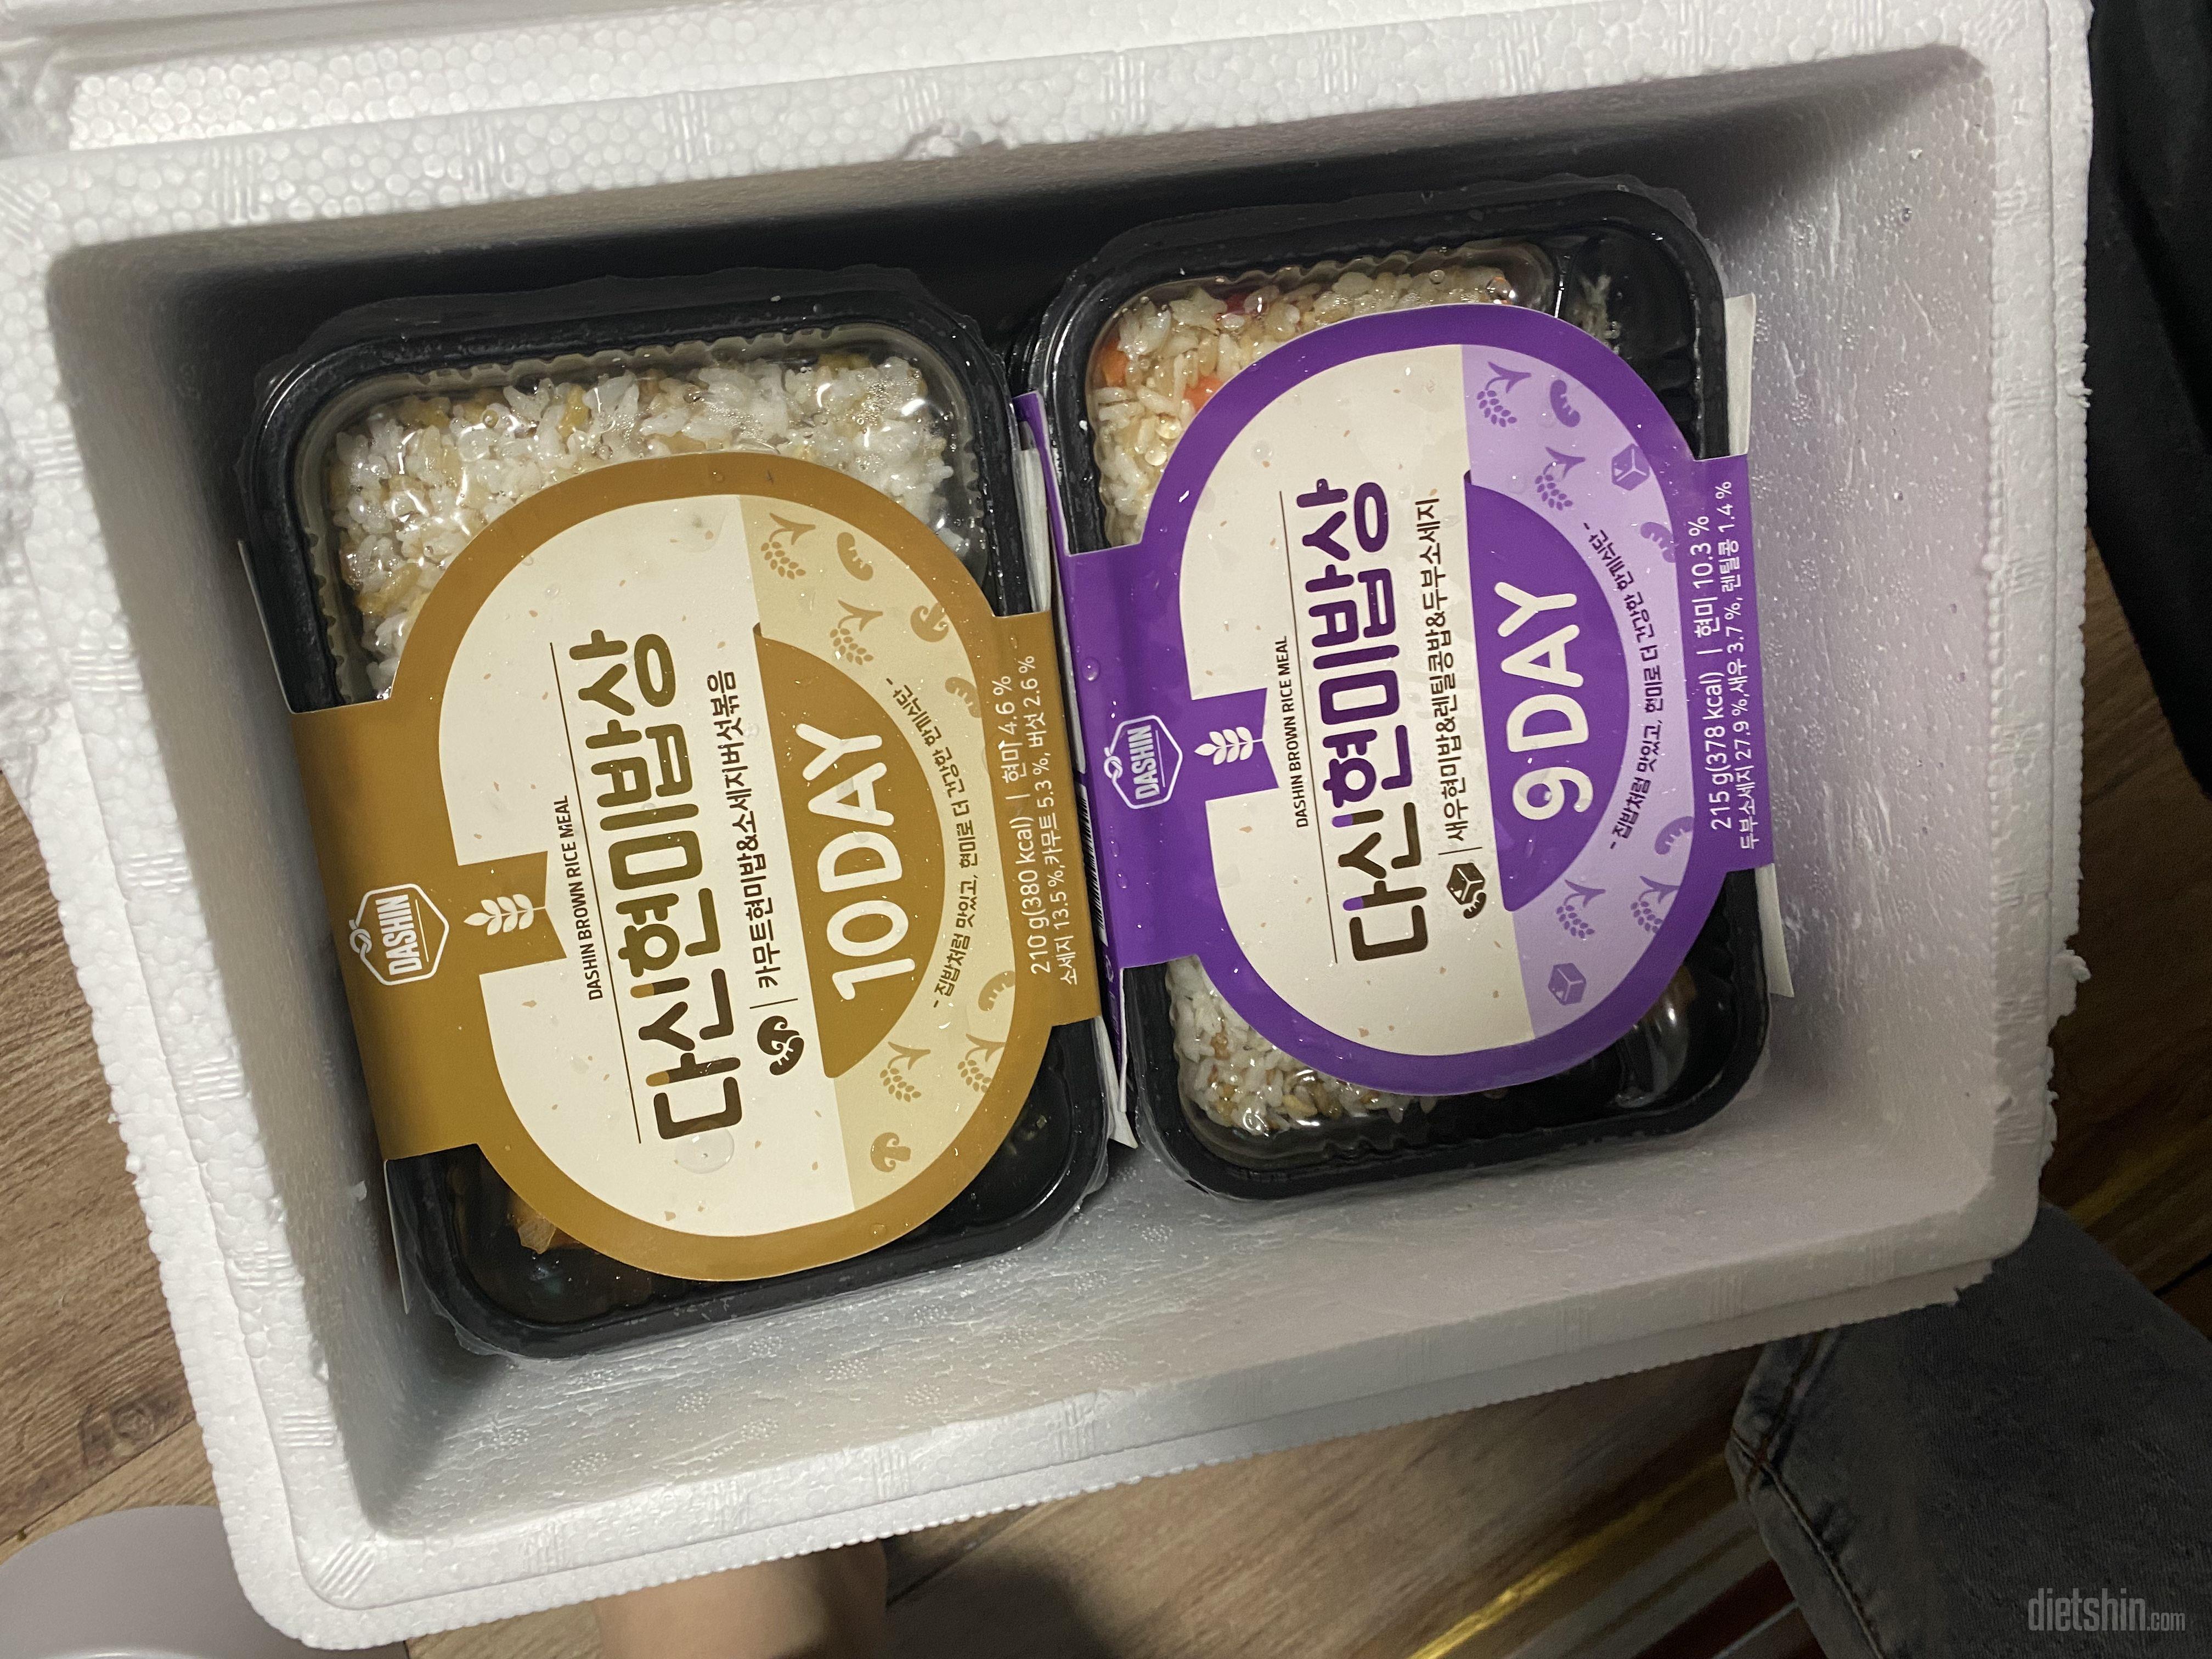 DASHIN
DASHIN BROWN RICE MEAL
다신현미밥상
카무트현미밥&소세지버섯볶음
10DAY
- 집밥처럼 맛있고, 현미로 더 건강한 한끼식단 -
210 g(380 kcal) | 현미 4.6 %
소세지 13.5 %,카무트 5.3 %, 버섯 2.6 %
DASHIN
DASHIN BROWN RICE MEAL
다신현미밥상
새우현미밥&렌틸콩밥&두부소세지
9DAY
- 집밥처럼 맛있고, 현미로 더 건강한 한끼식단 -
215 g(378 kcal) | 현미 10.3 %
두부소세지 27.9 %,새우 3.7 %, 렌틸콩 1.4 %
dietshin.com